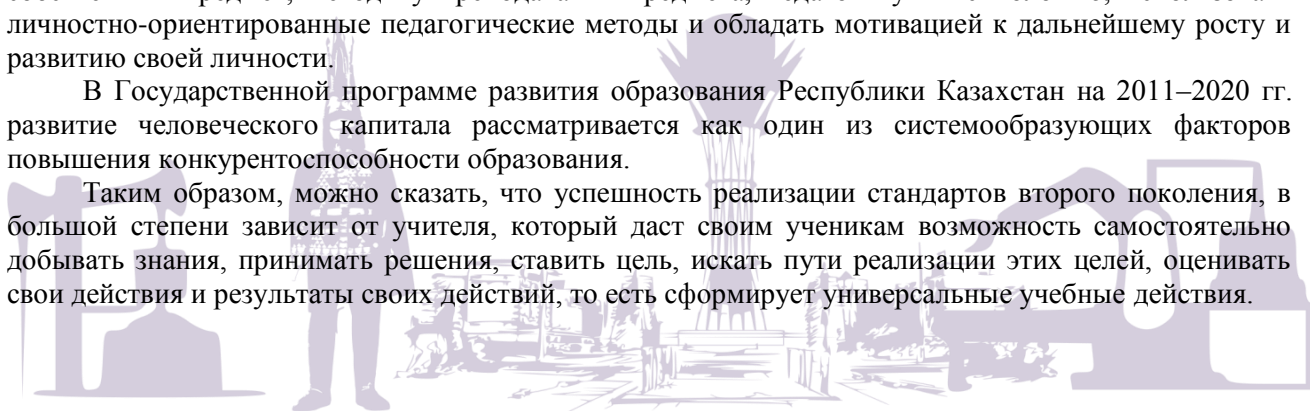 личностно-ориентированные педагогические методы и обладать мотивацией к дальнейшему росту и
развитию своей личности.
В Государственной программе развития образования Республики Казахстан на 2011–2020 гг.
развитие человеческого капитала рассматривается как один из системообразующих факторов
повышения конкурентоспособности образования.
Таким образом, можно сказать, что успешность реализации стандартов второго поколения, в
большой степени зависит от учителя, который даст своим ученикам возможность самостоятельно
добывать знания, принимать решения, ставить цель, искать пути реализации этих целей, оценивать
свои действия и результаты своих действий, то есть сформирует универсальные учебные действия.